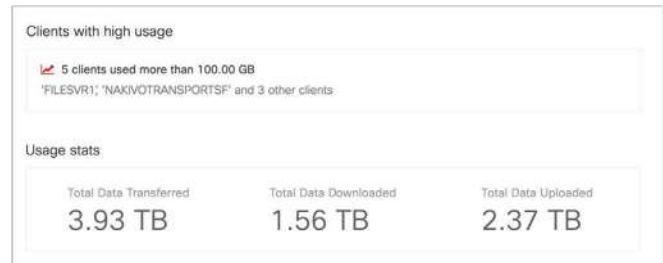 Clients with high usage
5 clients used more than 100.00 GB
'FILESVR1', 'NAKIVOTRANSPORTSF' and 3 other clients
Usage stats
Total Data Transferred Total Data Downloaded Total Data Uploaded
3.93 TB 1.56 TB 2.37 TB